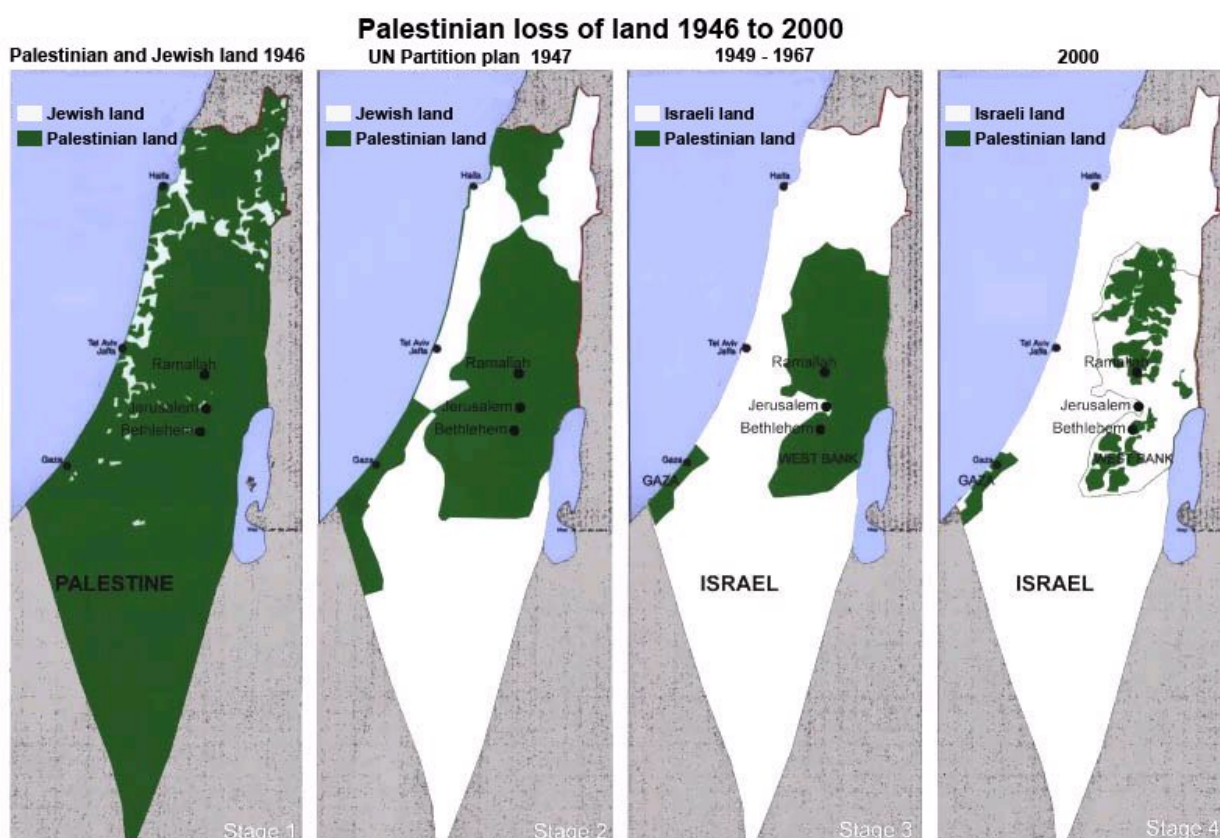 Palestinian loss of land 1946 to 2000
Palestinian and Jewish land 1946
Jewish land
Palestinian land
Haifa
Tel Aviv
Jaffa
Ramallah
Jerusalem
Bethlehem
Gaza
PALESTINE
Stage 1
UN Partition plan 1947
Jewish land
Palestinian land
Haifa
Tel Aviv
Jaffa
Ramallah
Jerusalem
Bethlehem
Gaza
Stage 2
1949 - 1967
Israeli land
Palestinian land
Haifa
Tel Aviv
Jaffa
Ramallah
Jerusalem
Bethlehem
WEST BANK
Gaza
GAZA
ISRAEL
Stage 3
2000
Israeli land
Palestinian land
Haifa
Tel Aviv
Jaffa
Ramallah
Jerusalem
Bethlehem
WEST BANK
Gaza
GAZA
ISRAEL
Stage 4